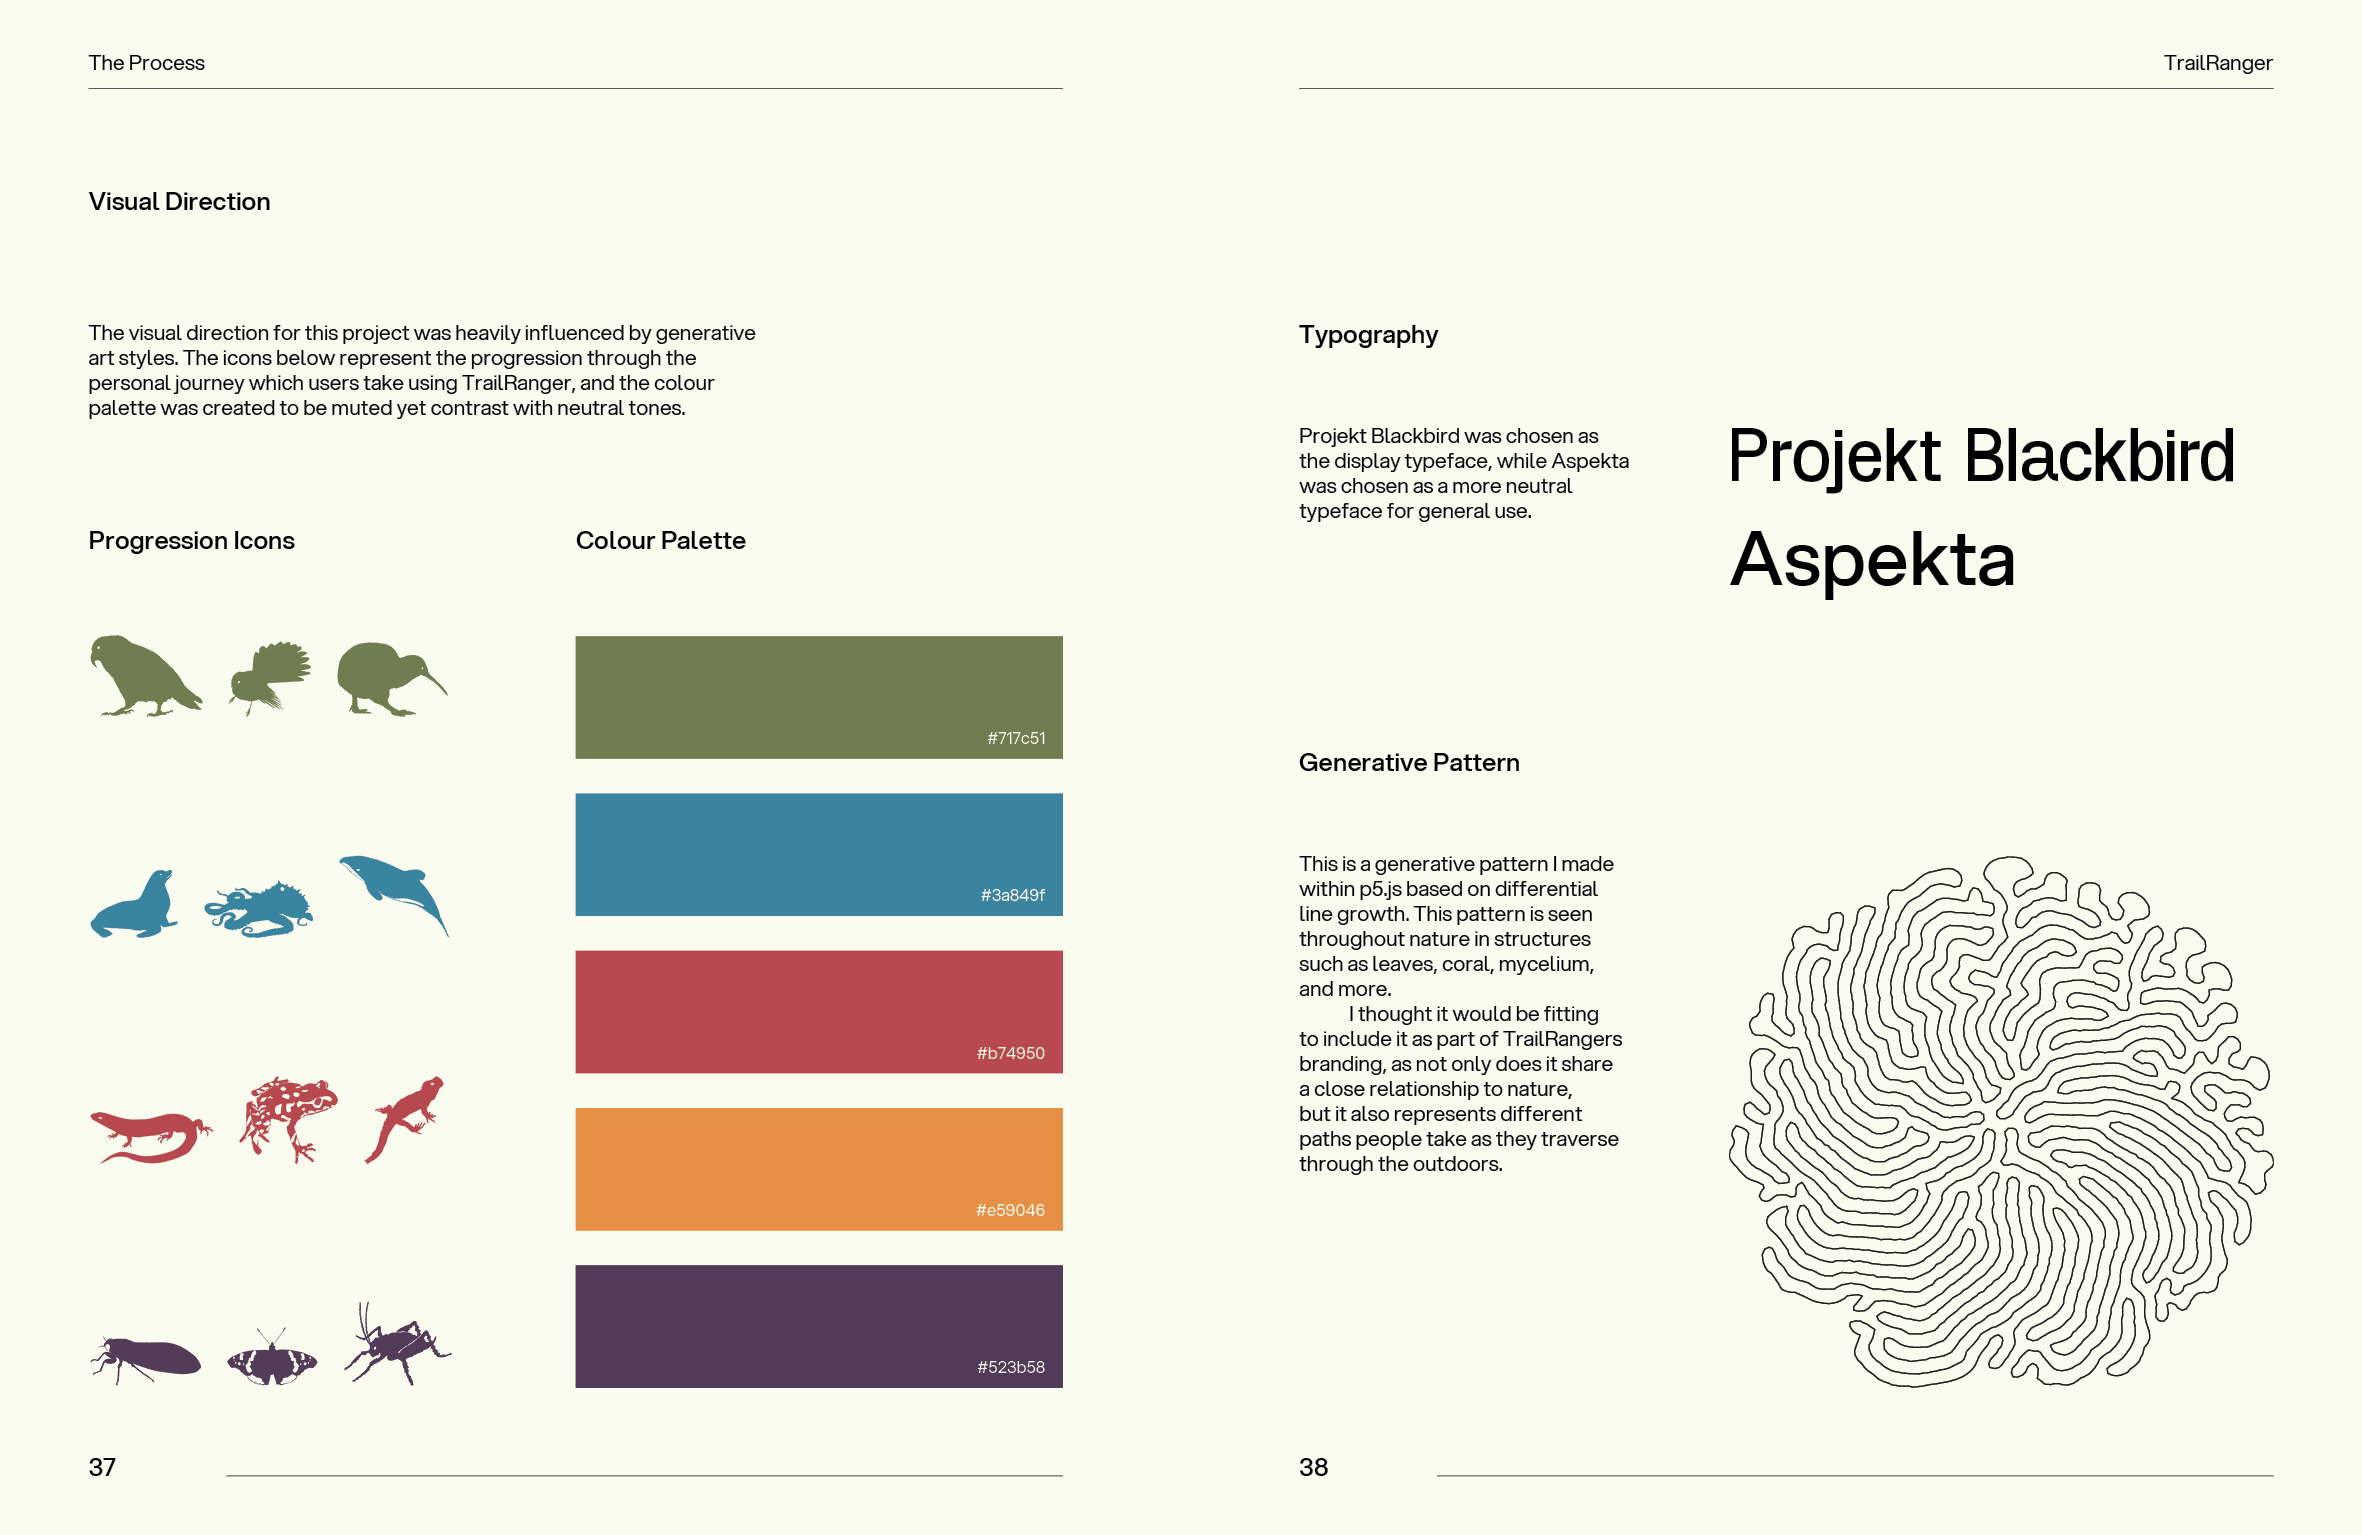 The Process
TrailRanger
Visual Direction
The visual direction for this project was heavily influenced by generative
art styles. The icons below represent the progression through the
personal journey which users take using TrailRanger, and the colour
palette was created to be muted yet contrast with neutral tones.
Progression Icons
Colour Palette
#717c51
#3a849f
#b74950
#e59046
#523b58
37
Typography
Projekt Blackbird was chosen as
the display typeface, while Aspekta
was chosen as a more neutral
typeface for general use.
Projekt Blackbird
Aspekta
Generative Pattern
This is a generative pattern I made
within p5.js based on differential
line growth. This pattern is seen
throughout nature in structures
such as leaves, coral, mycelium,
and more.
I thought it would be fitting
to include it as part of TrailRangers
branding, as not only does it share
a close relationship to nature,
but it also represents different
paths people take as they traverse
through the outdoors.
38